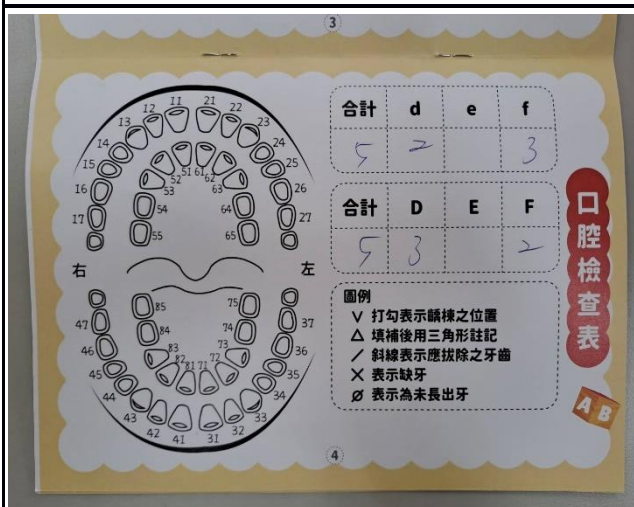 3
11 21
12 22
13 23
14 24
15 25
16 26
17 27
51 61
52 62
53 63
54 64
55 65
右 左
85 75
84 74
83 73
82 72
81 71
47 37
46 36
45 35
44 34
43 33
42 32
41 31
合計 d e f
5 2 3
合計 D E F
5 3 2
圖例
∨ 打勾表示齲棟之位置
△ 填補後用三角形註記
╱ 斜線表示應拔除之牙齒
✕ 表示缺牙
Ø 表示為未長出牙
口腔檢查表
A B
4